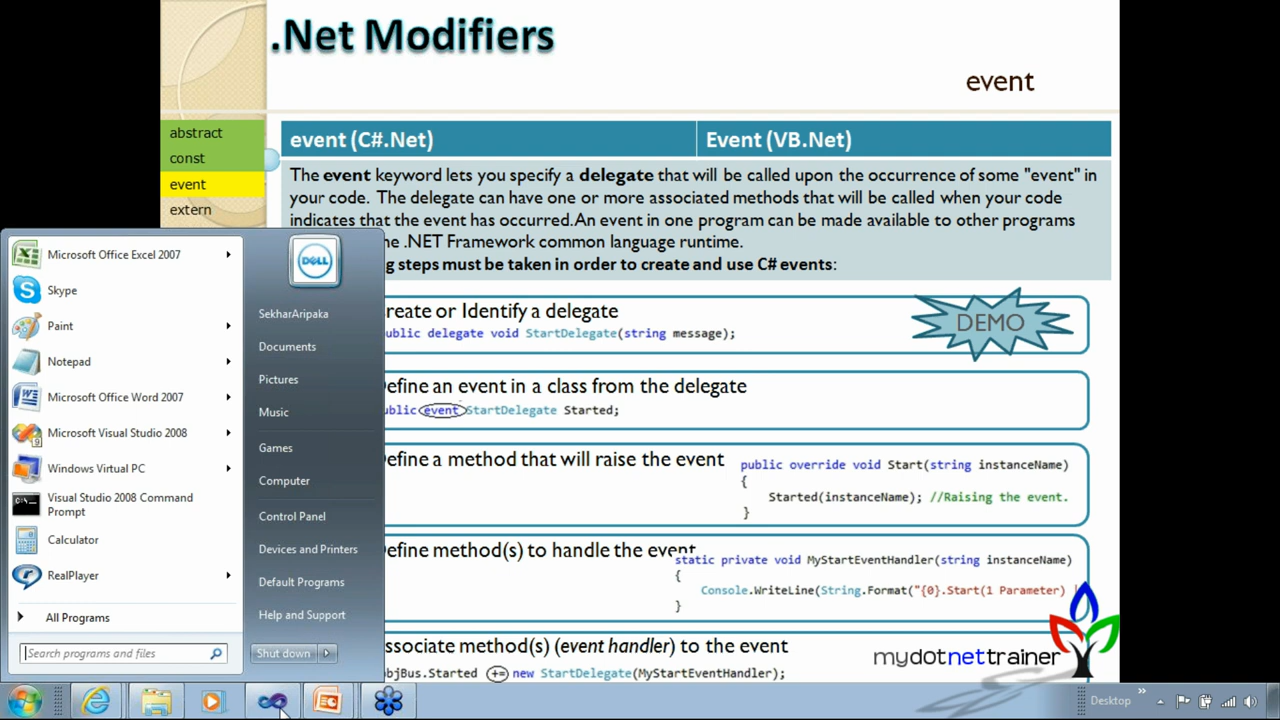 .Net Modifiers
event
abstract
const
event
extern
event (C#.Net)
Event (VB.Net)
The event keyword lets you specify a delegate that will be called upon the occurrence of some "event" in
your code. The delegate can have one or more associated methods that will be called when your code
indicates that the event has occurred.An event in one program can be made available to other programs
he .NET Framework common language runtime.
g steps must be taken in order to create and use C# events:
reate or Identify a delegate
ublic delegate void StartDelegate(string message);
DEMO
efine an event in a class from the delegate
ublic event StartDelegate Started;
efine a method that will raise the event
public override void Start(string instanceName)
{
Started(instanceName); //Raising the event.
}
efine method(s) to handle the event
static private void MyStartEventHandler(string instanceName)
{
Console.WriteLine(String.Format("{0}.Start(1 Parameter) |
}
ssociate method(s) (event handler) to the event
objBus.Started += new StartDelegate(MyStartEventHandler);
mydotnettrainer
Microsoft Office Excel 2007
Skype
Paint
Notepad
Microsoft Office Word 2007
Microsoft Visual Studio 2008
Windows Virtual PC
Visual Studio 2008 Command
Prompt
Calculator
RealPlayer
All Programs
Search programs and files
DELL
SekharAripaka
Documents
Pictures
Music
Games
Computer
Control Panel
Devices and Printers
Default Programs
Help and Support
Shut down
Desktop